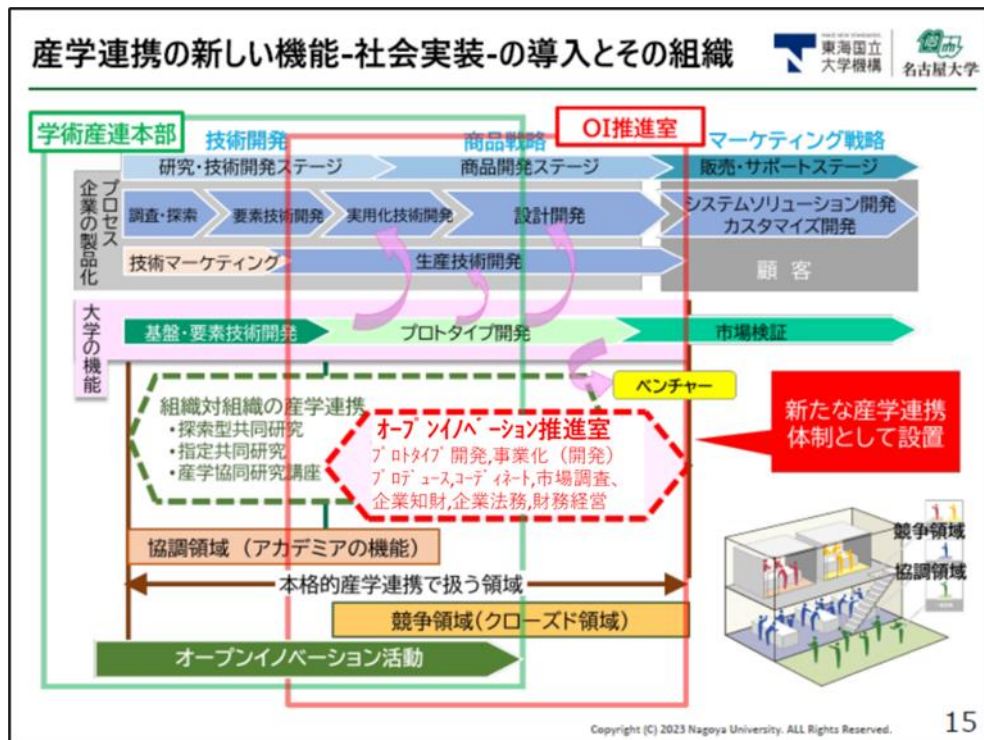 産学連携の新しい機能-社会実装-の導入とその組織
東海国立
大学機構
名古屋大学
学術産連本部
OI推進室
技術開発
商品戦略
マーケティング戦略
研究・技術開発ステージ
商品開発ステージ
販売・サポートステージ
企業の製品化
プロセス
調査・探索
要素技術開発
実用化技術開発
設計開発
システムソリューション開発
カスタマイズ開発
技術マーケティング
生産技術開発
顧 客
大学の機能
基盤・要素技術開発
プロトタイプ開発
市場検証
ベンチャー
組織対組織の産学連携
・探索型共同研究
・指定共同研究
・産学協同研究講座
オープンイノベーション推進室
プロトタイプ開発,事業化（開発）
プロデュース,コーディネート,市場調査、
企業知財,企業法務,財務経営
新たな産学連携
体制として設置
協調領域（アカデミアの機能）
本格的産学連携で扱う領域
競争領域(クローズド領域)
オープンイノベーション活動
競争領域
協調領域
Copyright (C) 2023 Nagoya University. ALL Rights Reserved.
15